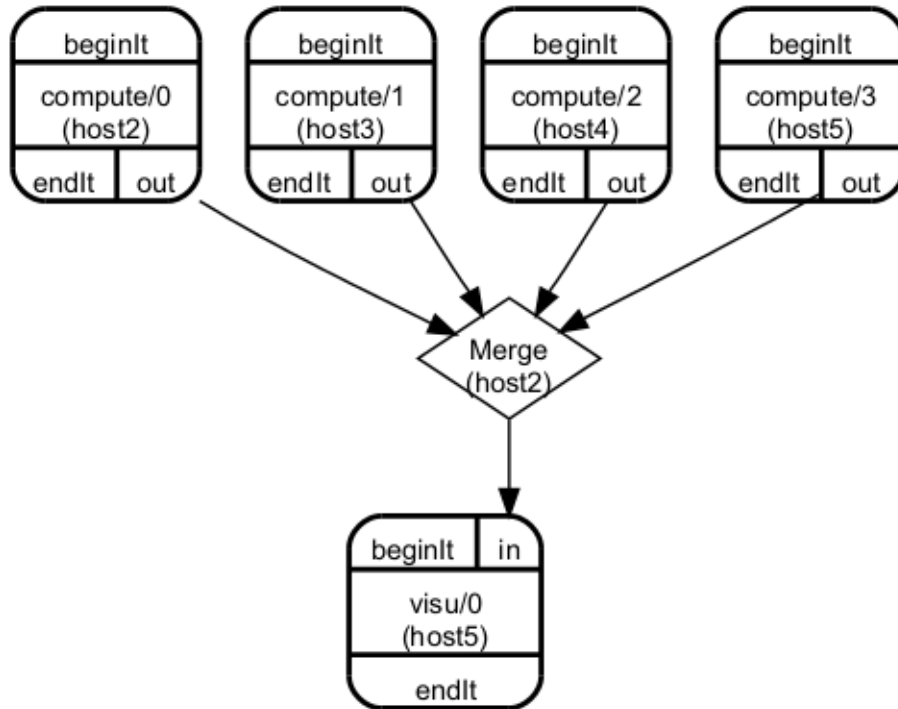 beginIt
compute/0
(host2)
endIt out
beginIt
compute/1
(host3)
endIt out
beginIt
compute/2
(host4)
endIt out
beginIt
compute/3
(host5)
endIt out
Merge
(host2)
beginIt in
visu/0
(host5)
endIt